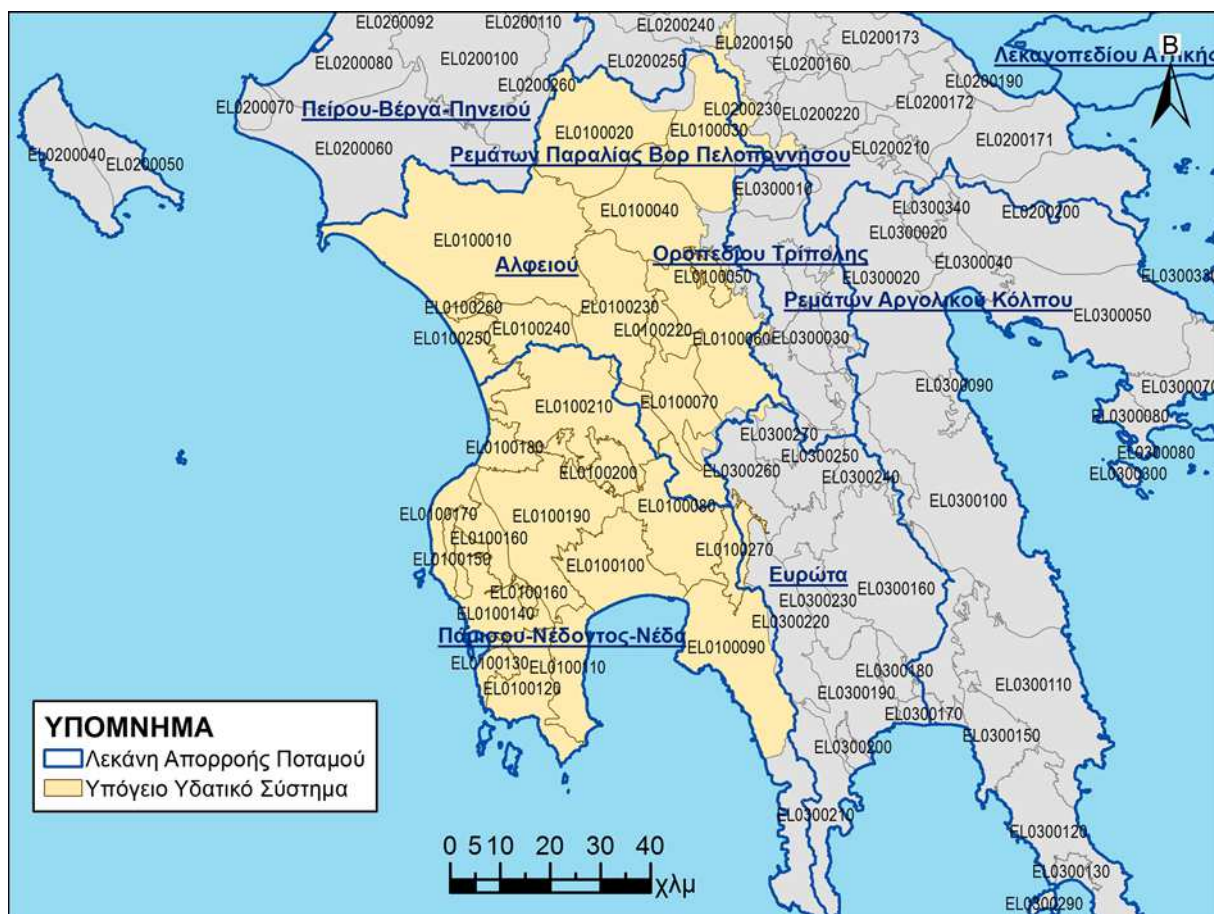 EL0200092
EL0200110
EL0200240
EL0200173
EL0200150
Λεκανοπεδίου Αττικής
Β
EL0200080
EL0200100
EL0200250
EL0200160
EL0200260
EL0200190
EL0200070
Πείρου-Βέργα-Πηνειού
EL0200230
EL0200172
EL0200220
EL0100020
EL0100030
EL0200040
EL0200050
EL0200060
Ρεμάτων Παραλίας Βορ Πελοποννήσου
EL0200210
EL0200171
EL0300010
EL0100040
EL0300340
EL0200200
EL0100010
EL0300020
Αλφειού
Οροπεδίου Τρίπολης
EL0300040
EL0100050
EL0300020
EL0300380
Ρεμάτων Αργολικού Κόλπου
EL0100260
EL0100230
EL0300050
EL0100250
EL0100240
EL0100220
EL0100060
EL0300030
EL0300090
EL0300070
EL0100210
EL0100070
EL0300080
EL0100180
EL0300270
EL0300250
EL0300080
EL0100200
EL0300260
EL0300240
EL0300300
EL0100170
EL0100190
EL0100080
EL0300100
EL0100160
EL0100150
EL0100100
EL0100270
Ευρώτα
EL0100160
EL0300160
EL0100140
EL0300230
EL0300220
Πάμισου-Νέδοντος-Νέδα
EL0100090
EL0100130
EL0100110
EL0300180
EL0100120
EL0300190
EL0300110
EL0300170
EL0300150
EL0300200
ΥΠΟΜΝΗΜΑ
Λεκάνη Απορροής Ποταμού
Υπόγειο Υδατικό Σύστημα
EL0300210
EL0300120
0 5 10 20 30 40
χλμ
EL0300130
EL0300290